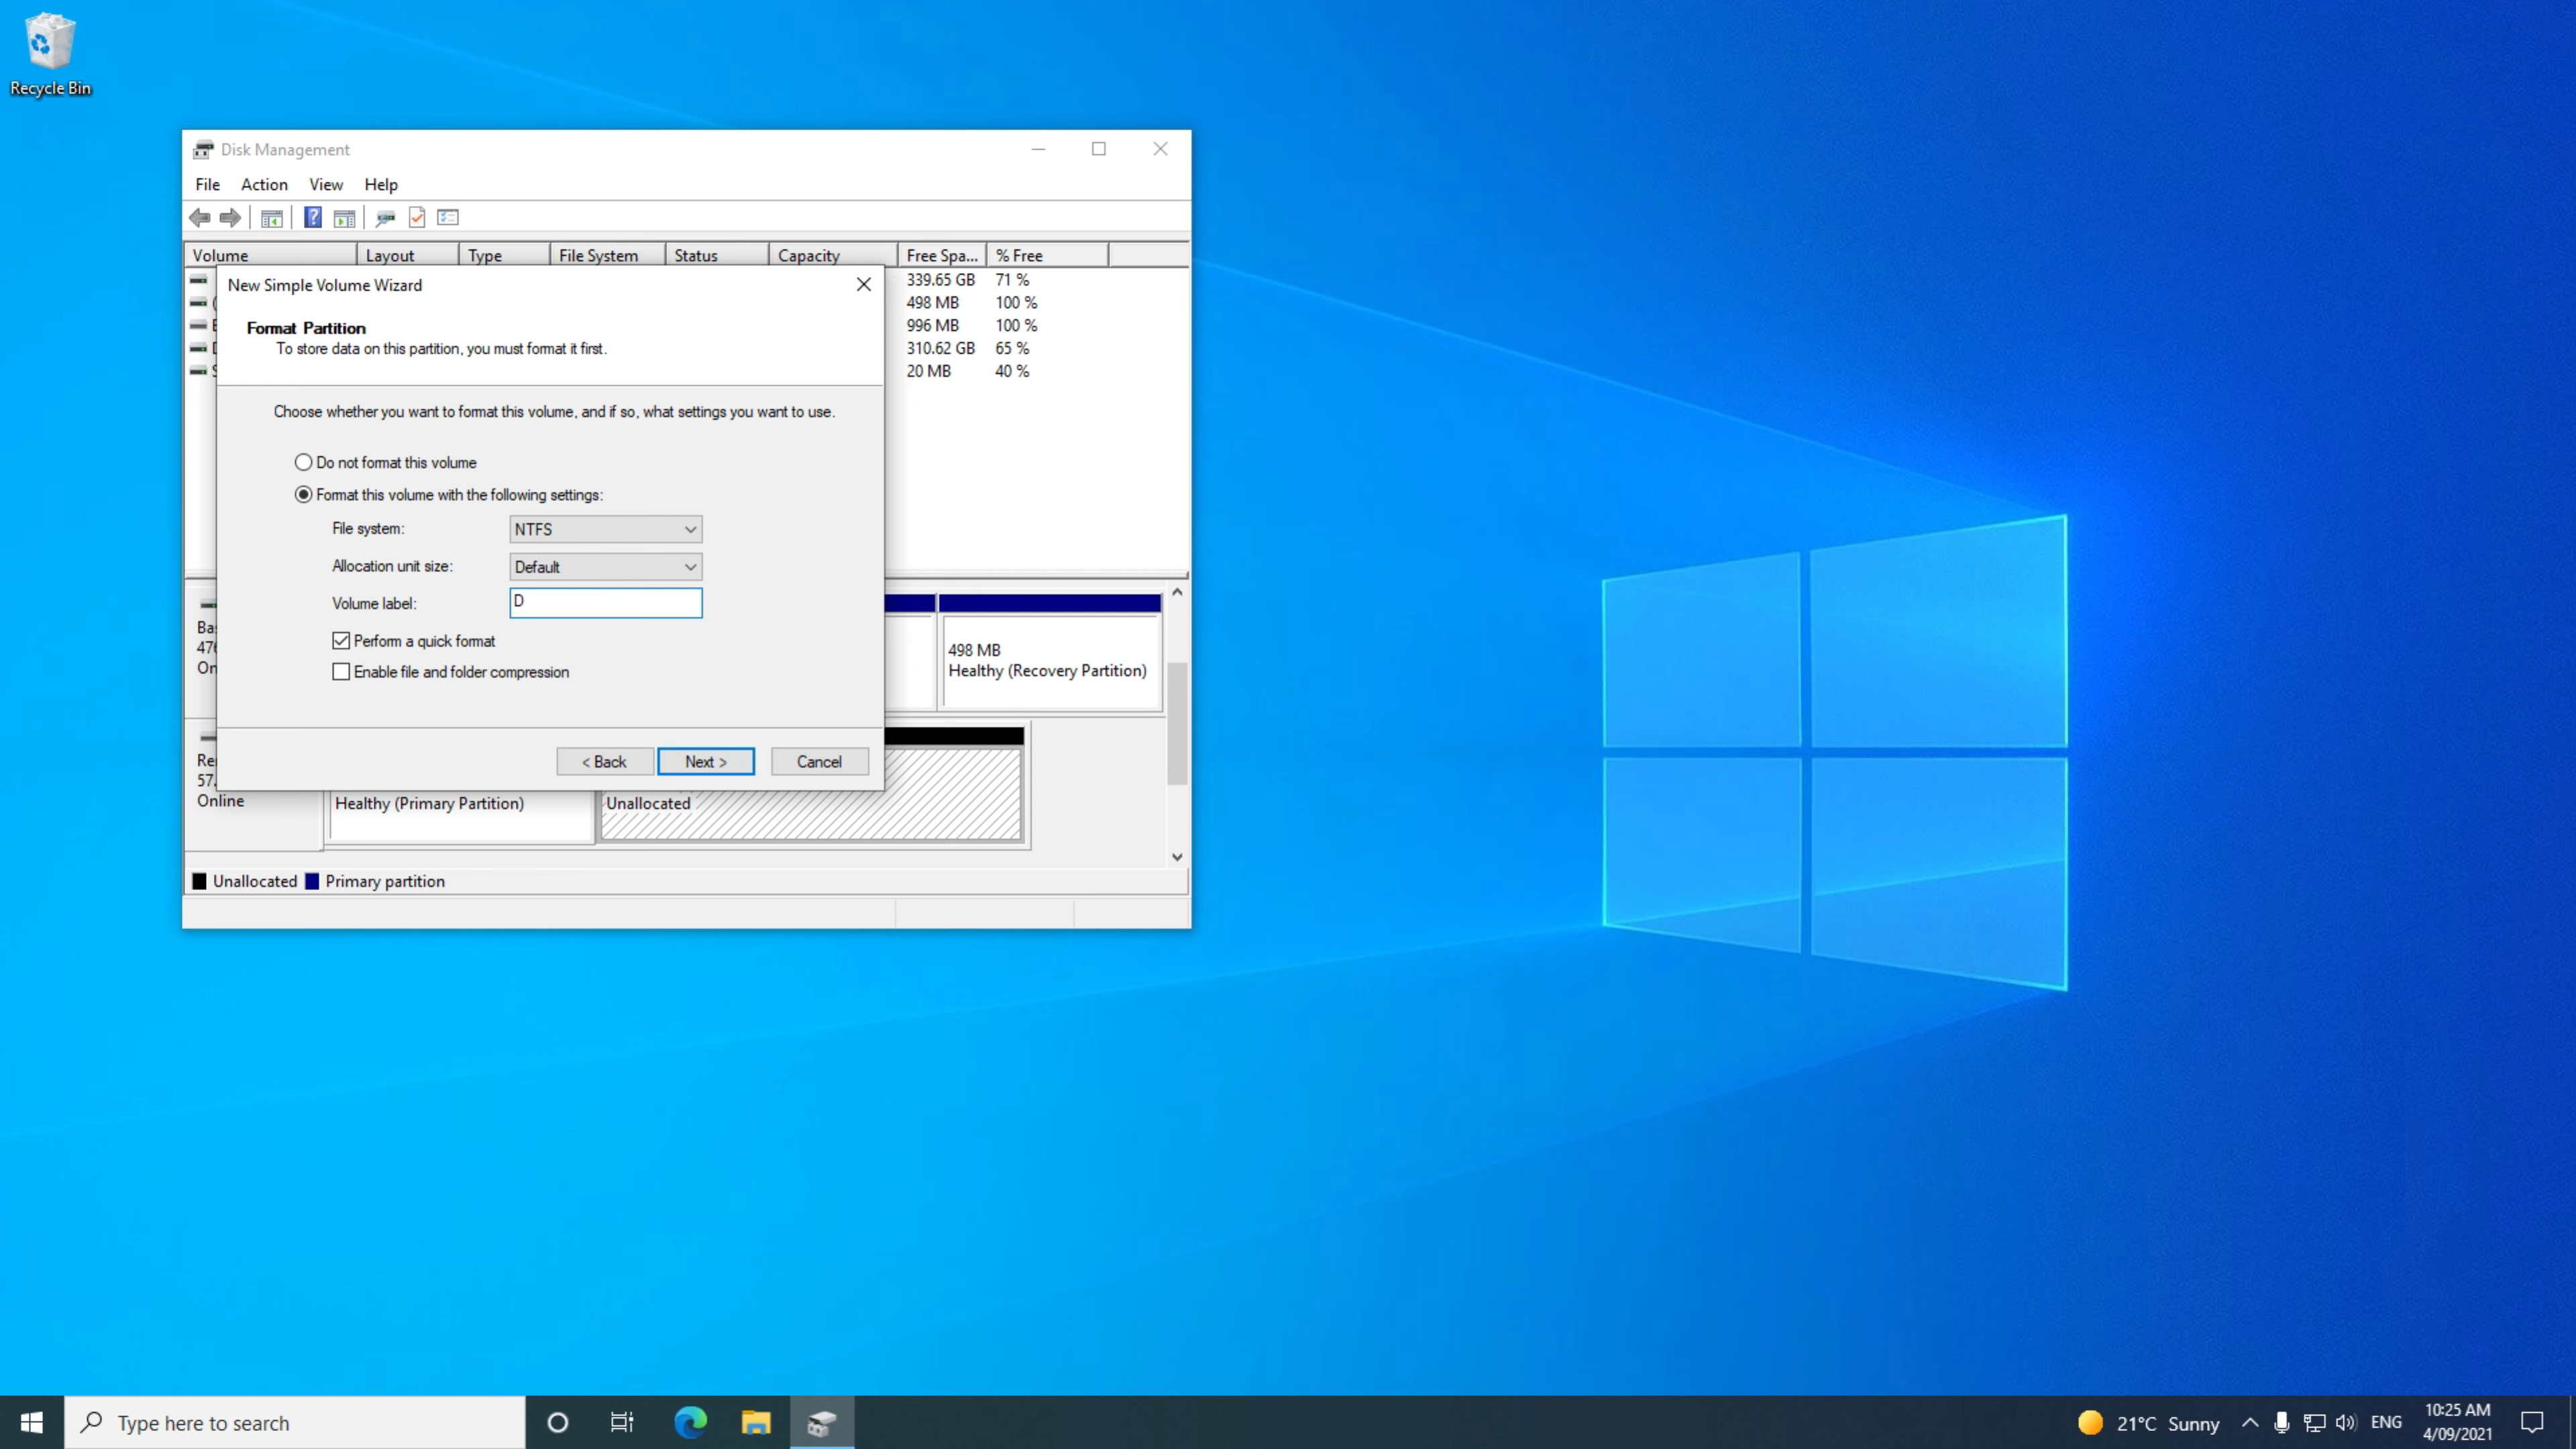 Recycle Bin
Disk Management
File Action View Help
Volume Layout Type File System Status Capacity Free Spa... % Free
339.65 GB 71 %
498 MB 100 %
996 MB 100 %
310.62 GB 65 %
20 MB 40 %
New Simple Volume Wizard
Format Partition
To store data on this partition, you must format it first.
Choose whether you want to format this volume, and if so, what settings you want to use.
Do not format this volume
Format this volume with the following settings:
File system: NTFS
Allocation unit size: Default
Volume label: D
Perform a quick format
Enable file and folder compression
< Back Next > Cancel
498 MB
Healthy (Recovery Partition)
Online
Healthy (Primary Partition)
Unallocated
Unallocated Primary partition
Type here to search
21°C Sunny
ENG
10:25 AM
4/09/2021